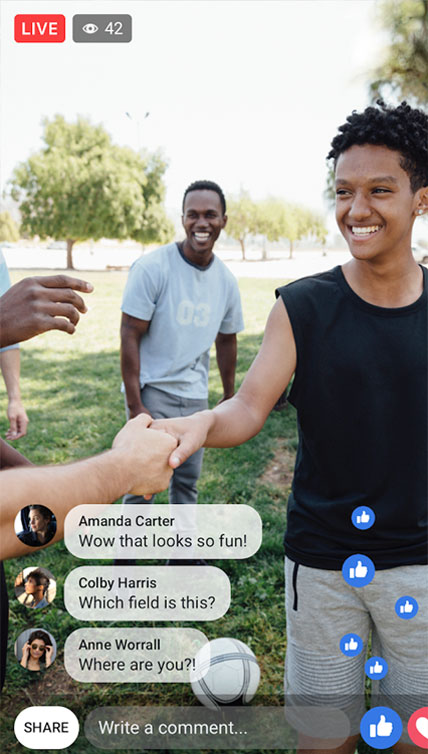 LIVE 42
03
Amanda Carter
Wow that looks so fun!
Colby Harris
Which field is this?
Anne Worrall
Where are you?!
SHARE Write a comment...